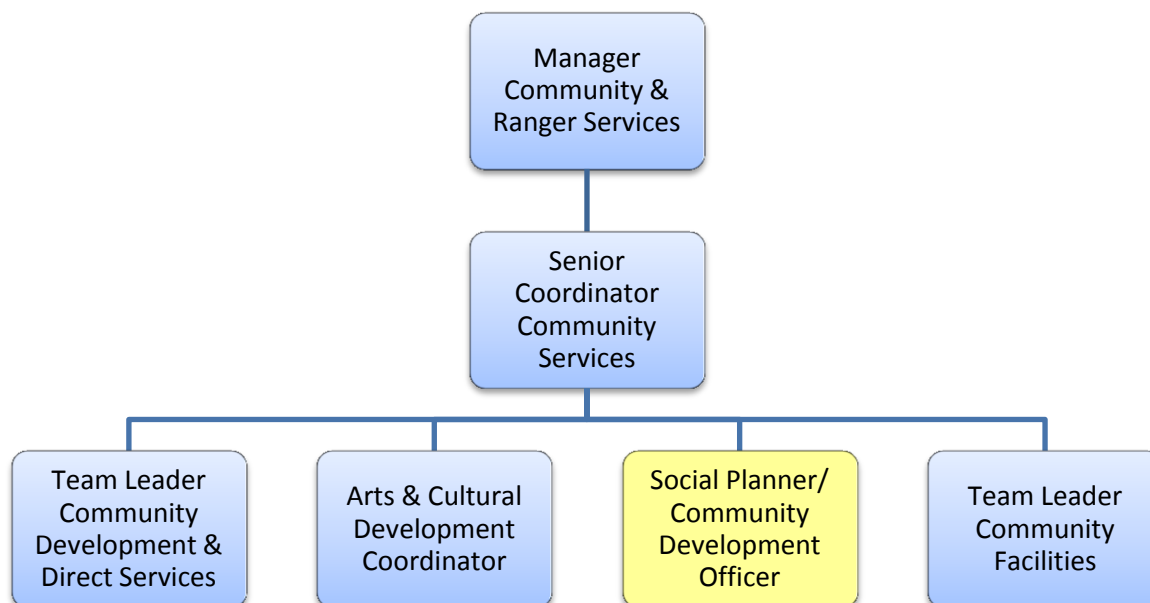 Manager
Community &
Ranger Services
Senior
Coordinator
Community
Services
Team Leader
Community
Development &
Direct Services
Arts & Cultural
Development
Coordinator
Social Planner/
Community
Development
Officer
Team Leader
Community
Facilities